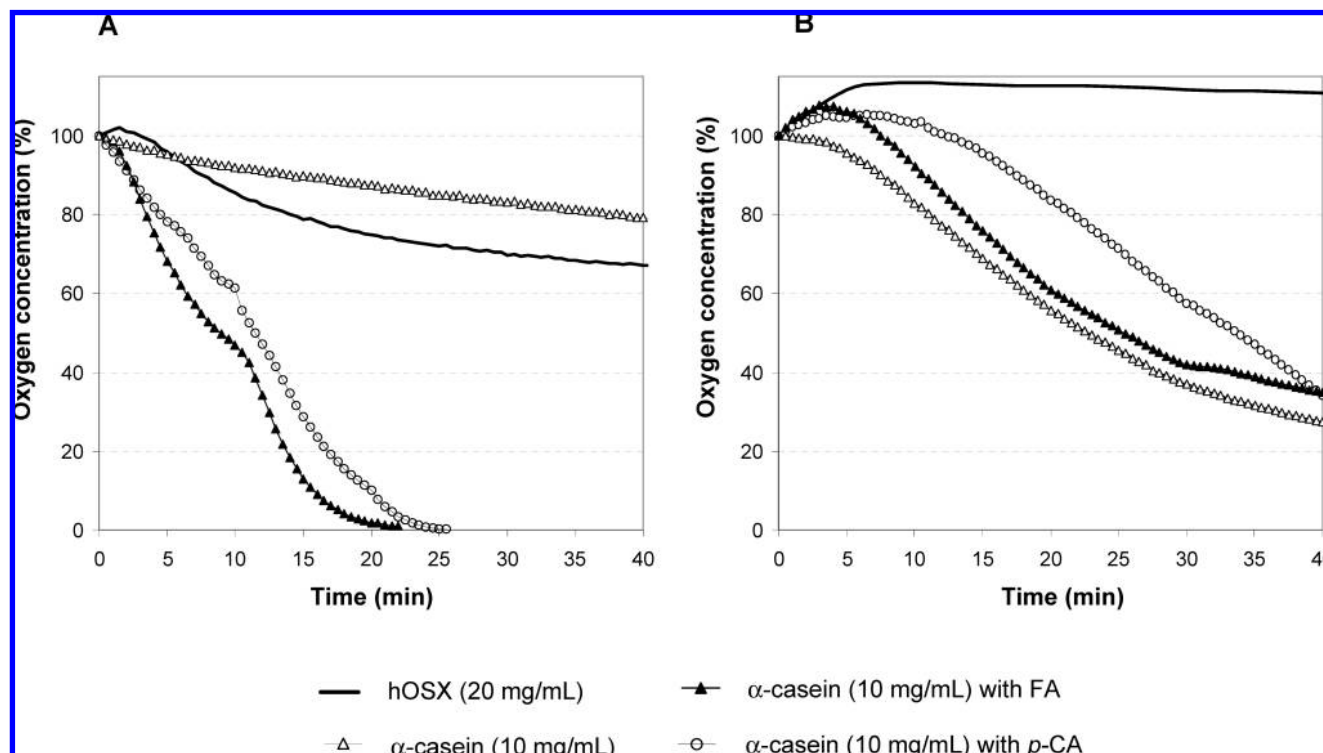 A
B
Oxygen concentration (%)
100
80
60
40
20
0
0 5 10 15 20 25 30 35 40
Time (min)
Oxygen concentration (%)
100
80
60
40
20
0
0 5 10 15 20 25 30 35 4
Time (min)
hOSX (20 mg/mL)
α-casein (10 mg/mL) with FA
α-casein (10 mg/mL)
α-casein (10 mg/mL) with p-CA